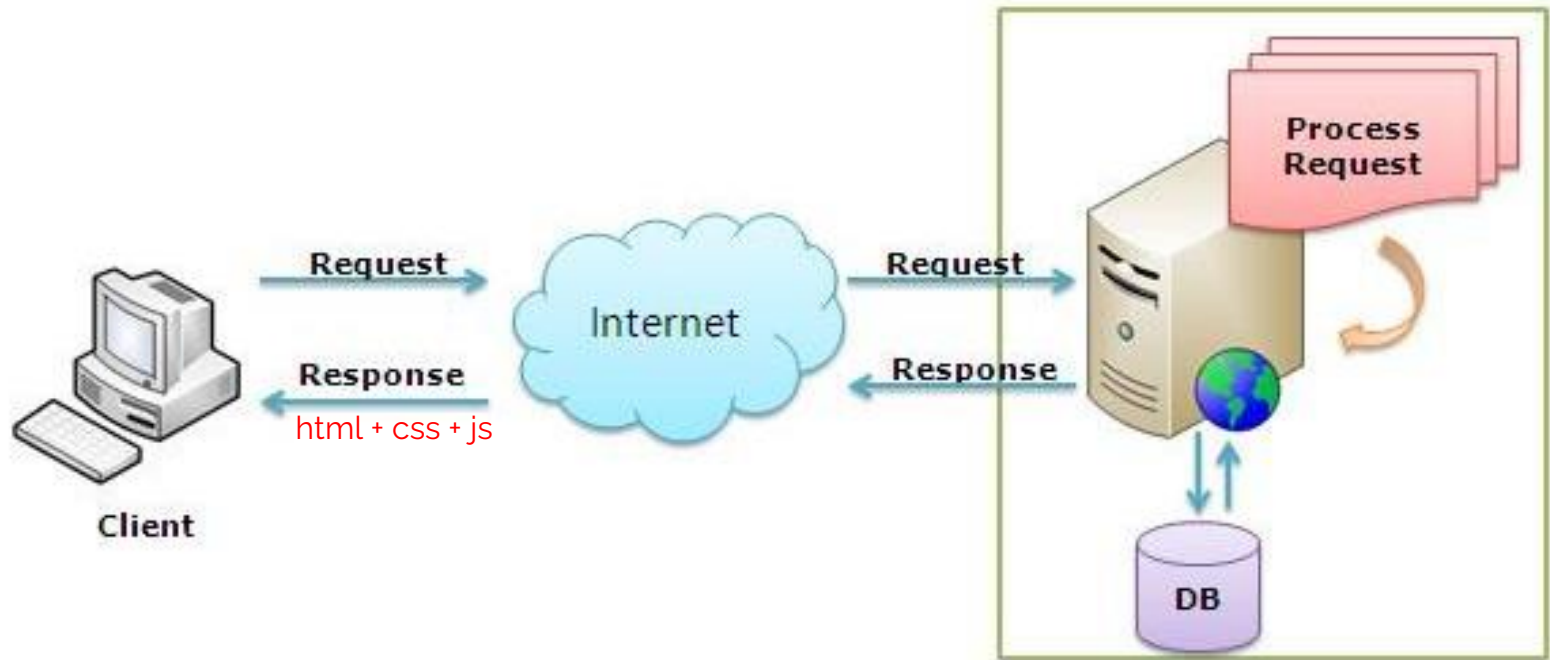 Process
Request
Request
Request
Internet
Response
Response
html + css + js
Client
DB